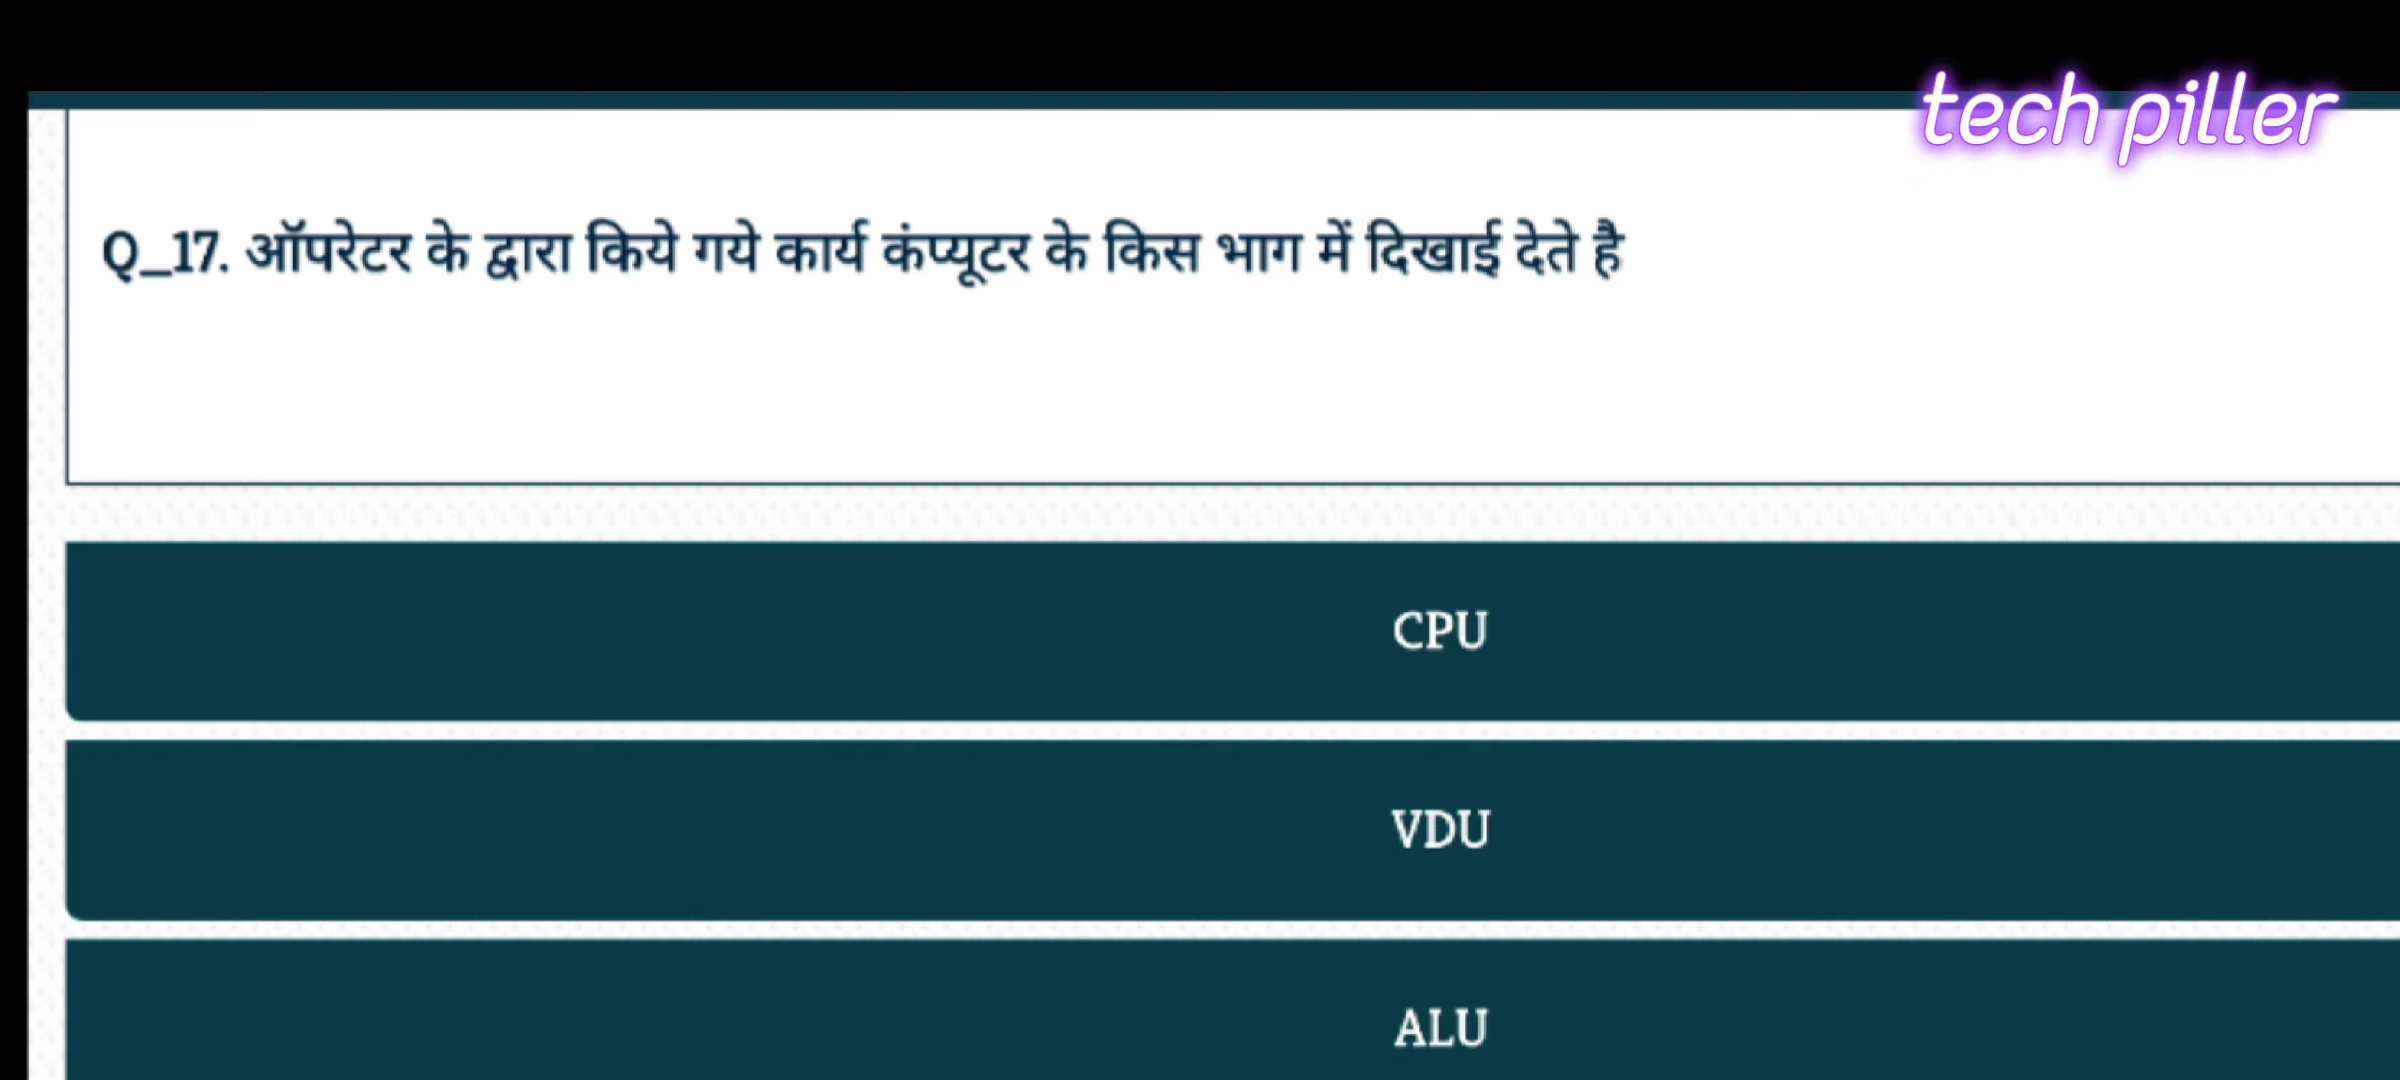 tech piller
Q_17. ऑपरेटर के द्वारा किये गये कार्य कंप्यूटर के किस भाग में दिखाई देते है
CPU
VDU
ALU